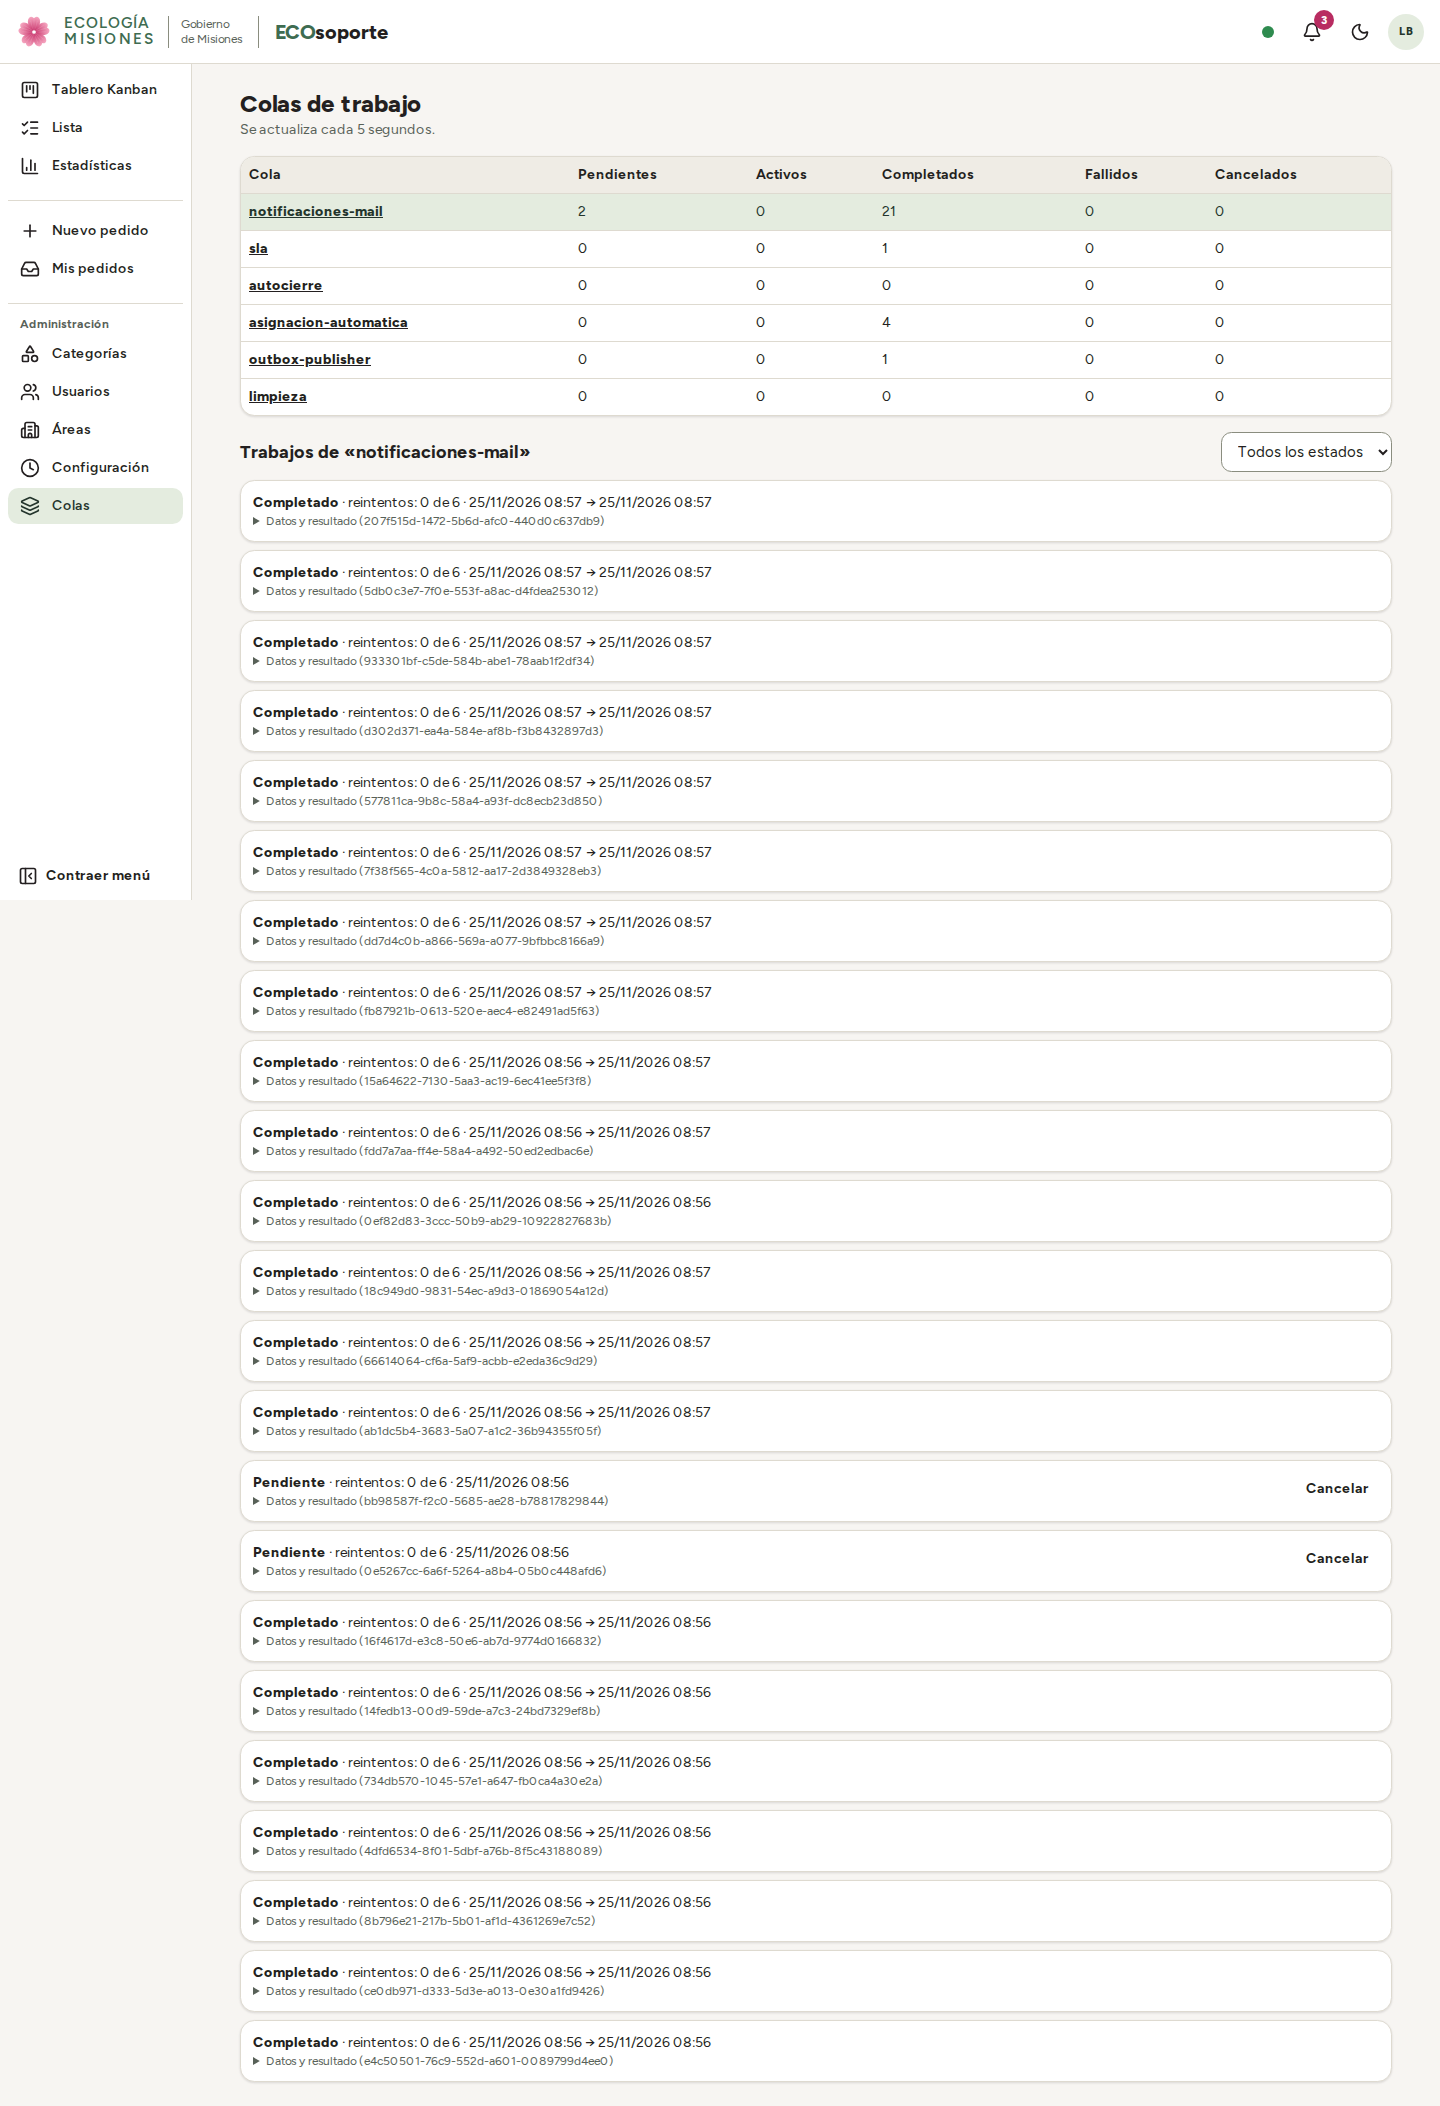 ECOLOGÍA
MISIONES
Gobierno
de Misiones
ECOsoporte
3
LB
Tablero Kanban
Lista
Estadísticas
Nuevo pedido
Mis pedidos
Administración
Categorías
Usuarios
Áreas
Configuración
Colas
Contraer menú
Colas de trabajo
Se actualiza cada 5 segundos.
Cola Pendientes Activos Completados Fallidos Cancelados
notificaciones-mail 2 0 21 0 0
sla 0 0 1 0 0
autocierre 0 0 0 0 0
asignacion-automatica 0 0 4 0 0
outbox-publisher 0 0 1 0 0
limpieza 0 0 0 0 0
Trabajos de «notificaciones-mail»
Todos los estados
Completado · reintentos: 0 de 6 · 25/11/2026 08:57 → 25/11/2026 08:57
Datos y resultado (207f515d-1472-5b6d-afc0-440d0c637db9)
Completado · reintentos: 0 de 6 · 25/11/2026 08:57 → 25/11/2026 08:57
Datos y resultado (5db0c3e7-7f0e-553f-a8ac-d4fdea253012)
Completado · reintentos: 0 de 6 · 25/11/2026 08:57 → 25/11/2026 08:57
Datos y resultado (933301bf-c5de-584b-abe1-78aab1f2df34)
Completado · reintentos: 0 de 6 · 25/11/2026 08:57 → 25/11/2026 08:57
Datos y resultado (d302d371-ea4a-584e-af8b-f3b8432897d3)
Completado · reintentos: 0 de 6 · 25/11/2026 08:57 → 25/11/2026 08:57
Datos y resultado (577811ca-9b8c-58a4-a93f-dc8ecb23d850)
Completado · reintentos: 0 de 6 · 25/11/2026 08:57 → 25/11/2026 08:57
Datos y resultado (7f38f565-4c0a-5812-aa17-2d3849328eb3)
Completado · reintentos: 0 de 6 · 25/11/2026 08:57 → 25/11/2026 08:57
Datos y resultado (dd7d4c0b-a866-569a-a077-9bfbbc8166a9)
Completado · reintentos: 0 de 6 · 25/11/2026 08:57 → 25/11/2026 08:57
Datos y resultado (fb87921b-0613-520e-aec4-e82491ad5f63)
Completado · reintentos: 0 de 6 · 25/11/2026 08:56 → 25/11/2026 08:57
Datos y resultado (15a64622-7130-5aa3-ac19-6ec41ee5f3f8)
Completado · reintentos: 0 de 6 · 25/11/2026 08:56 → 25/11/2026 08:57
Datos y resultado (fdd7a7aa-ff4e-58a4-a492-50ed2edbac6e)
Completado · reintentos: 0 de 6 · 25/11/2026 08:56 → 25/11/2026 08:56
Datos y resultado (0ef82d83-3ccc-50b9-ab29-10922827683b)
Completado · reintentos: 0 de 6 · 25/11/2026 08:56 → 25/11/2026 08:57
Datos y resultado (18c949d0-9831-54ec-a9d3-01869054a12d)
Completado · reintentos: 0 de 6 · 25/11/2026 08:56 → 25/11/2026 08:57
Datos y resultado (66614064-cf6a-5af9-acbb-e2eda36c9d29)
Completado · reintentos: 0 de 6 · 25/11/2026 08:56 → 25/11/2026 08:57
Datos y resultado (ab1dc5b4-3683-5a07-a1c2-36b94355f05f)
Pendiente · reintentos: 0 de 6 · 25/11/2026 08:56 Cancelar
Datos y resultado (bb98587f-f2c0-5685-ae28-b78817829844)
Pendiente · reintentos: 0 de 6 · 25/11/2026 08:56 Cancelar
Datos y resultado (0e5267cc-6a6f-5264-a8b4-05b0c448afd6)
Completado · reintentos: 0 de 6 · 25/11/2026 08:56 → 25/11/2026 08:56
Datos y resultado (16f4617d-e3c8-50e6-ab7d-9774d0166832)
Completado · reintentos: 0 de 6 · 25/11/2026 08:56 → 25/11/2026 08:56
Datos y resultado (14fedb13-00d9-59de-a7c3-24bd7329ef8b)
Completado · reintentos: 0 de 6 · 25/11/2026 08:56 → 25/11/2026 08:56
Datos y resultado (734db570-1045-57e1-a647-fb0ca4a30e2a)
Completado · reintentos: 0 de 6 · 25/11/2026 08:56 → 25/11/2026 08:56
Datos y resultado (4dfd6534-8f01-5dbf-a76b-8f5c43188089)
Completado · reintentos: 0 de 6 · 25/11/2026 08:56 → 25/11/2026 08:56
Datos y resultado (8b796e21-217b-5b01-af1d-4361269e7c52)
Completado · reintentos: 0 de 6 · 25/11/2026 08:56 → 25/11/2026 08:56
Datos y resultado (ce0db971-d333-5d3e-a013-0e30a1fd9426)
Completado · reintentos: 0 de 6 · 25/11/2026 08:56 → 25/11/2026 08:56
Datos y resultado (e4c50501-76c9-552d-a601-0089799d4ee0)